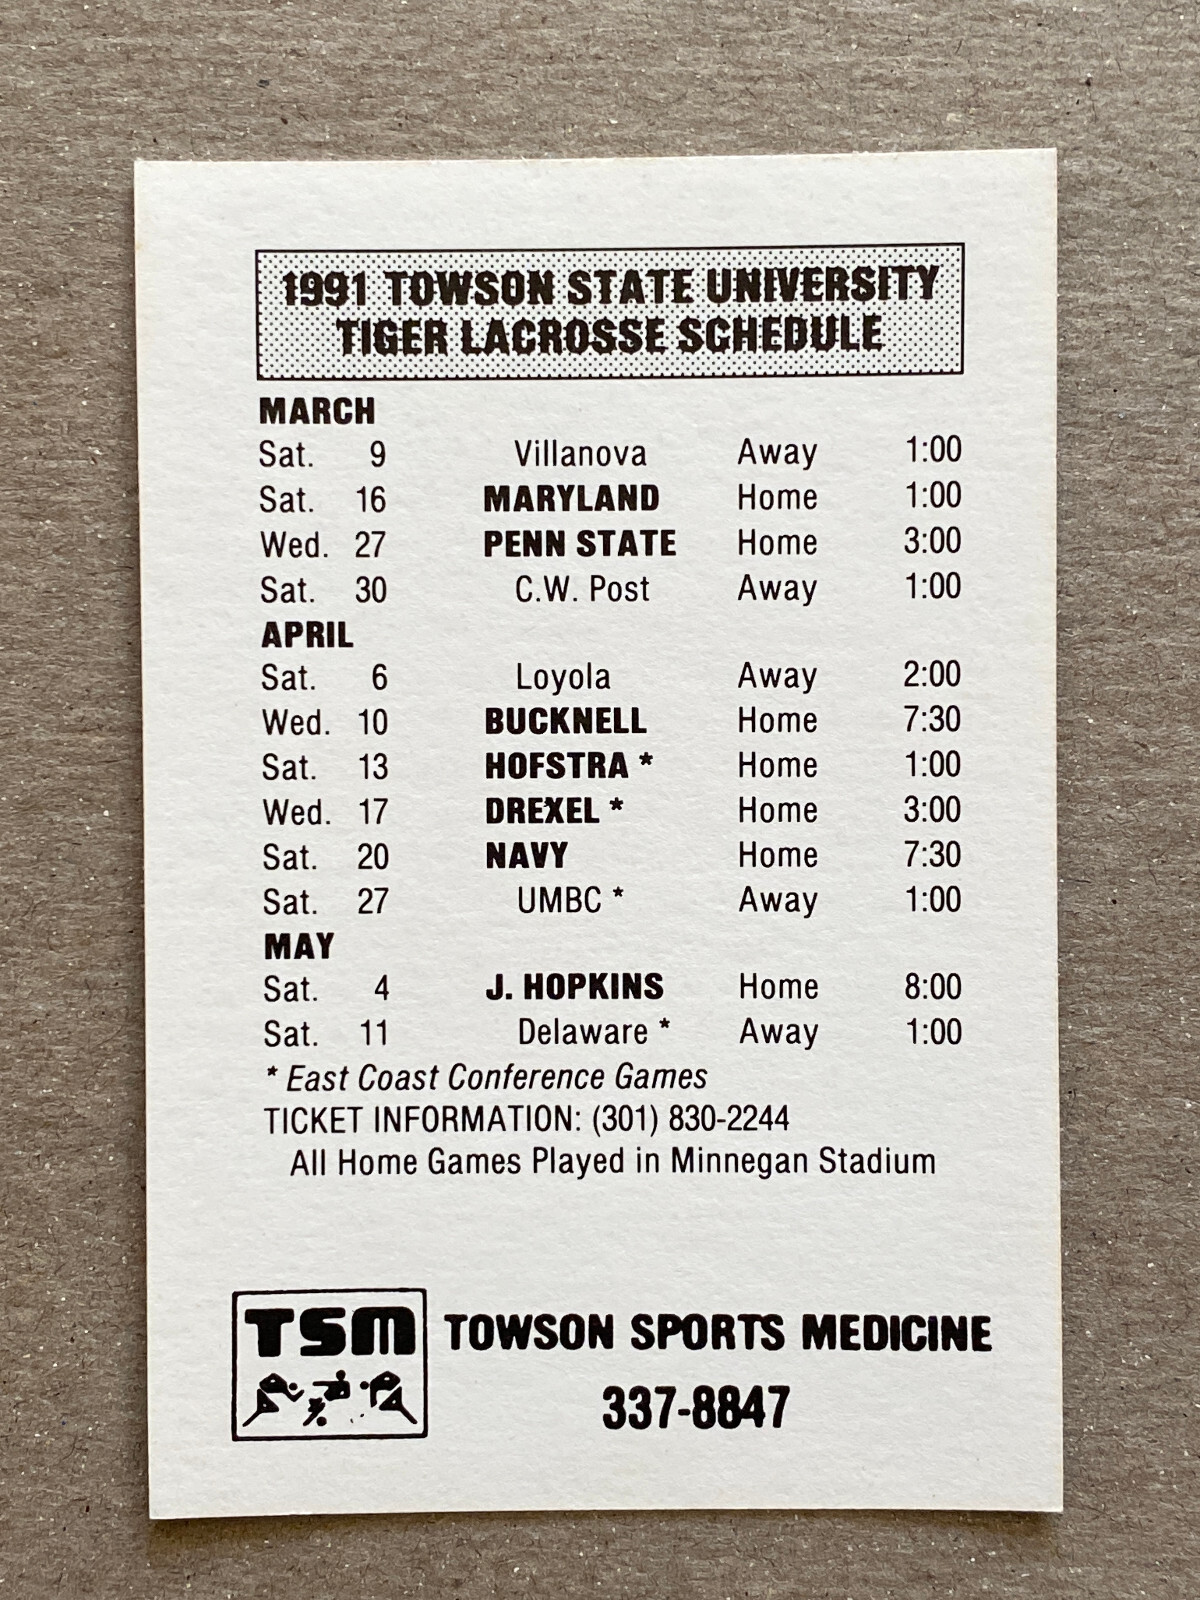 1991 TOWSON STATE UNIVERSITY
TIGER LACROSSE SCHEDULE
MARCH
Sat. 9 Villanova Away 1:00
Sat. 16 MARYLAND Home 1:00
Wed. 27 PENN STATE Home 3:00
Sat. 30 C.W. Post Away 1:00
APRIL
Sat. 6 Loyola Away 2:00
Wed. 10 BUCKNELL Home 7:30
Sat. 13 HOFSTRA * Home 1:00
Wed. 17 DREXEL * Home 3:00
Sat. 20 NAVY Home 7:30
Sat. 27 UMBC * Away 1:00
MAY
Sat. 4 J. HOPKINS Home 8:00
Sat. 11 Delaware * Away 1:00
* East Coast Conference Games
TICKET INFORMATION: (301) 830-2244
All Home Games Played in Minnegan Stadium
TSM TOWSON SPORTS MEDICINE
337-8847